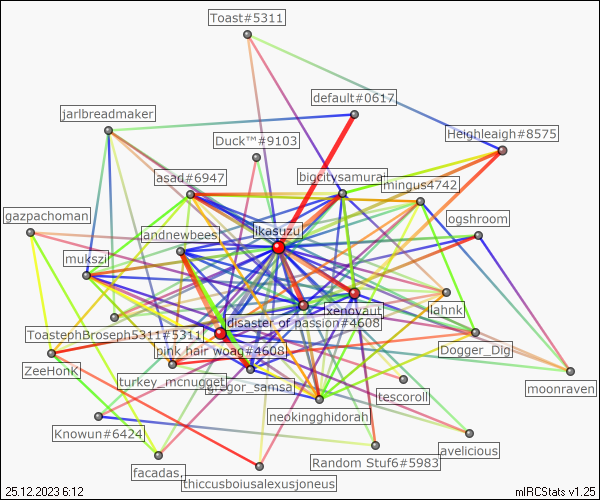 Toast#5311
default#0617
jarlbreadmaker
Heighleaigh#8575
Duck™#9103
asad#6947
bigcitysamurai
mingus4742
gazpachoman
ogshroom
ikasuzu
andnewbees
mukszi
xenovaut
lahnk
disaster of passion#4608
ToastephBroseph5311#5311
pink hair woag#4608
Dogger_Dig
ZeeHonK
turkey_mcnugget
gregor_samsa
moonraven
tescoroll
neokingghidorah
Knowun#6424
avelicious
Random Stuf6#5983
facadas.
thiccusboiusalexusjoneus
25.12.2023 6:12
mIRCStats v1.25